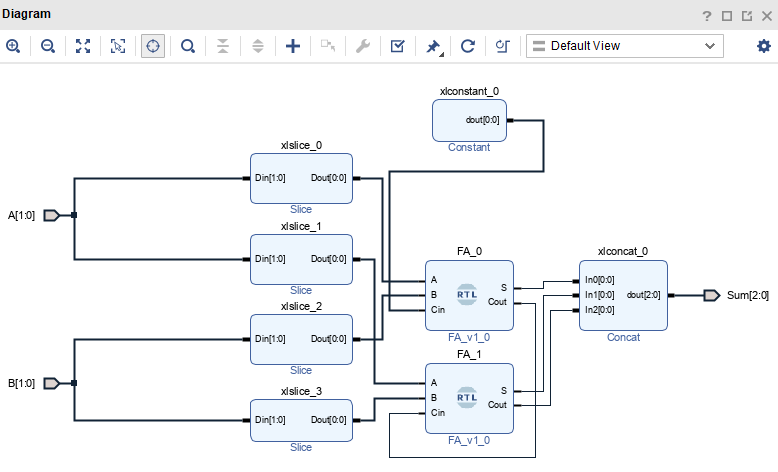 Diagram
Default View
xlconstant_0
dout[0:0]
Constant
xlslice_0
Din[1:0] Dout[0:0]
Slice
xlslice_1
Din[1:0] Dout[0:0]
Slice
xlslice_2
Din[1:0] Dout[0:0]
Slice
xlslice_3
Din[1:0] Dout[0:0]
Slice
A[1:0]
B[1:0]
FA_0
A
B
Cin
RTL
S
Cout
FA_v1_0
FA_1
A
B
Cin
RTL
S
Cout
FA_v1_0
xlconcat_0
In0[0:0]
In1[0:0]
In2[0:0]
dout[2:0]
Concat
Sum[2:0]